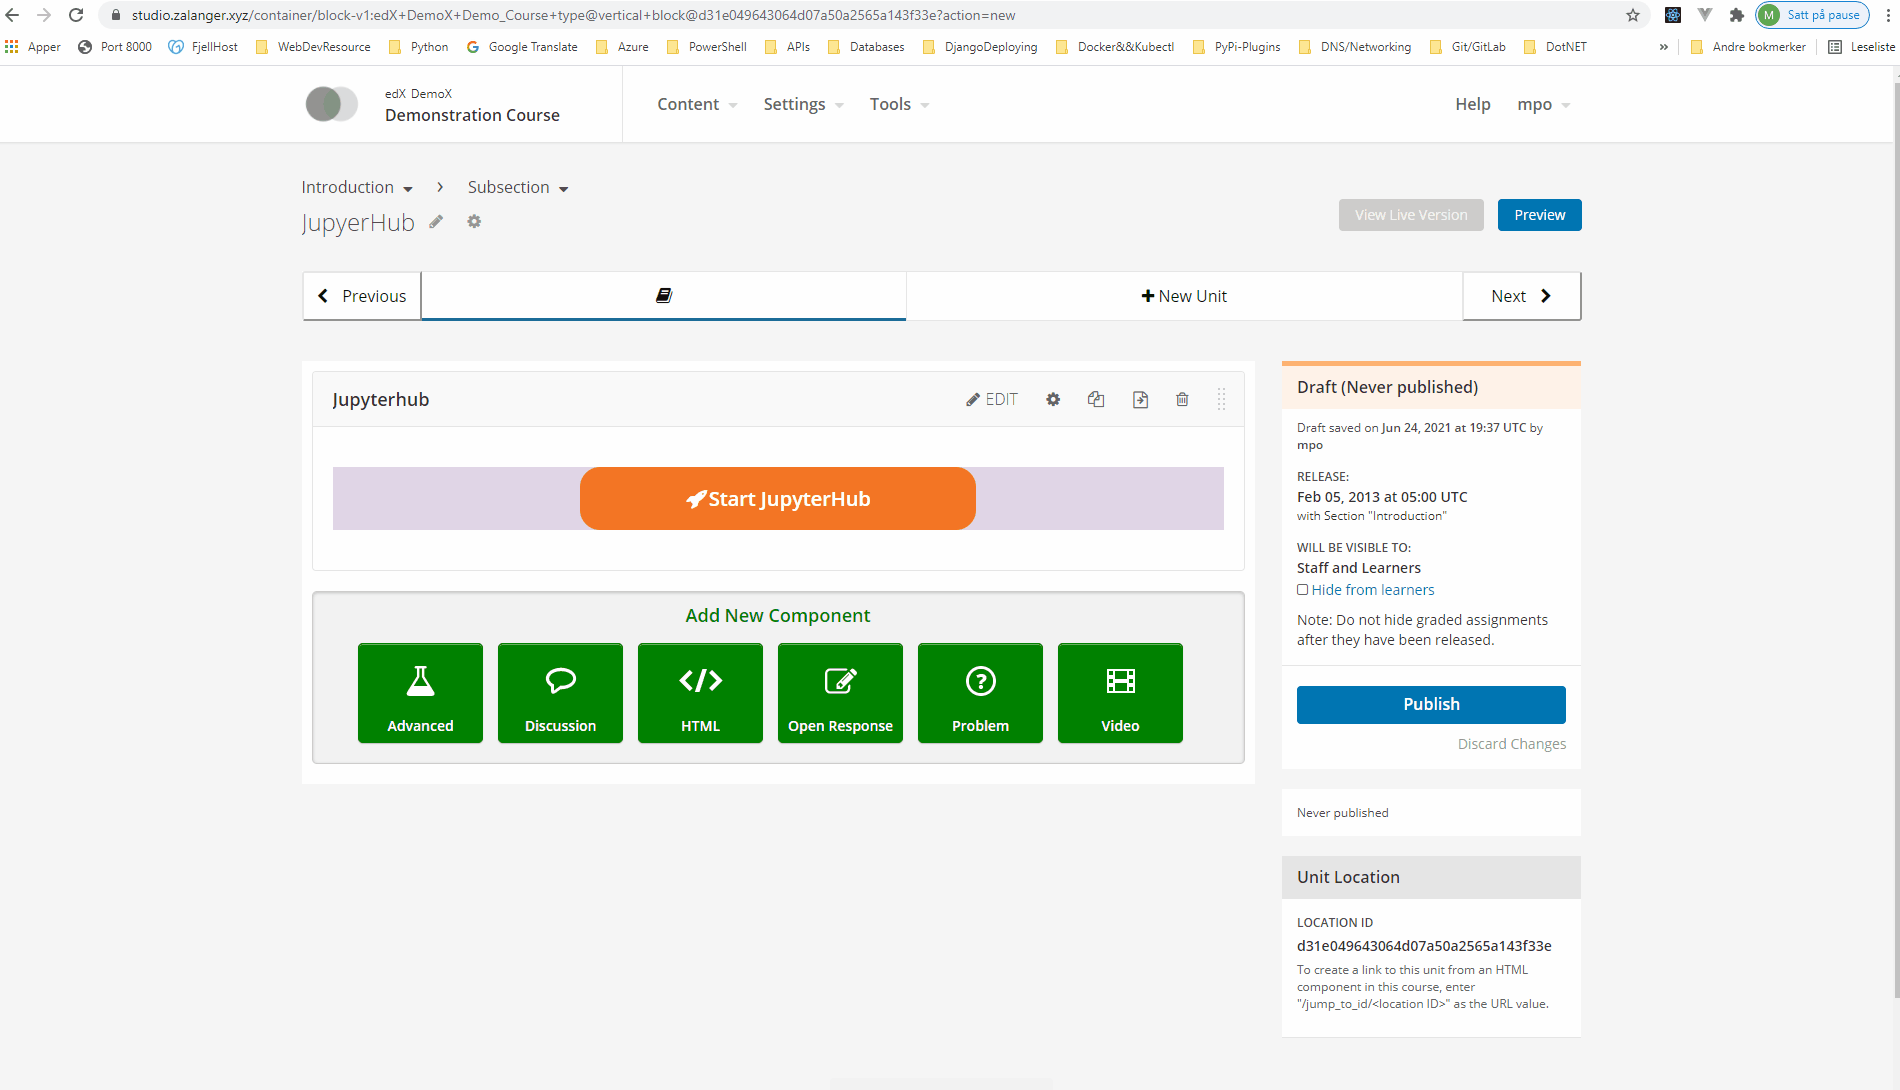 studio.zalanger.xyz/container/block-v1:edX+DemoX+Demo_Course+type@vertical+block@d31e049643064d07a50a2565a143f33e?action=new
M Satt på pause
Apper Port 8000 FjellHost WebDevResource Python Google Translate Azure PowerShell APIs Databases DjangoDeploying Docker&&Kubectl PyPi-Plugins DNS/Networking Git/GitLab DotNET » Andre bokmerker Leseliste
edX DemoX
Demonstration Course
Content Settings Tools
Help mpo
Introduction > Subsection
JupyerHub
View Live Version Preview
Previous
+ New Unit
Next
Jupyterhub
EDIT
Start JupyterHub
Add New Component
Advanced Discussion HTML Open Response Problem Video
Draft (Never published)
Draft saved on Jun 24, 2021 at 19:37 UTC by
mpo
RELEASE:
Feb 05, 2013 at 05:00 UTC
with Section "Introduction"
WILL BE VISIBLE TO:
Staff and Learners
Hide from learners
Note: Do not hide graded assignments
after they have been released.
Publish
Discard Changes
Never published
Unit Location
LOCATION ID
d31e049643064d07a50a2565a143f33e
To create a link to this unit from an HTML
component in this course, enter
"/jump_to_id/<location ID>" as the URL value.